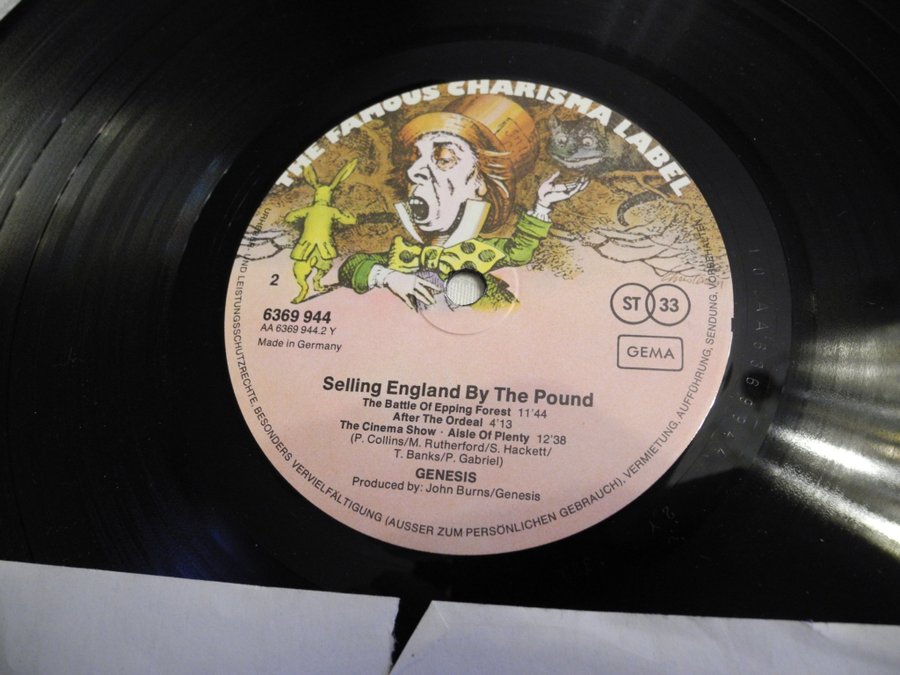 THE FAMOUS CHARISMA LABEL
2
6369 944
AA 6369 944.2 Y
Made in Germany
ST 33
GEMA
Selling England By The Pound
The Battle Of Epping Forest 11'44
After The Ordeal 4'13
The Cinema Show · Aisle Of Plenty 12'38
(P. Collins/M. Rutherford/S. Hackett/
T. Banks/P. Gabriel)
GENESIS
Produced by: John Burns/Genesis
UND LEISTUNGSSCHUTZRECHTE, BESONDERS VERVIELFÄLTIGUNG (AUSSER ZUM PERSÖNLICHEN GEBRAUCH), VERMIETUNG, AUFFÜHRUNG, SENDUNG,